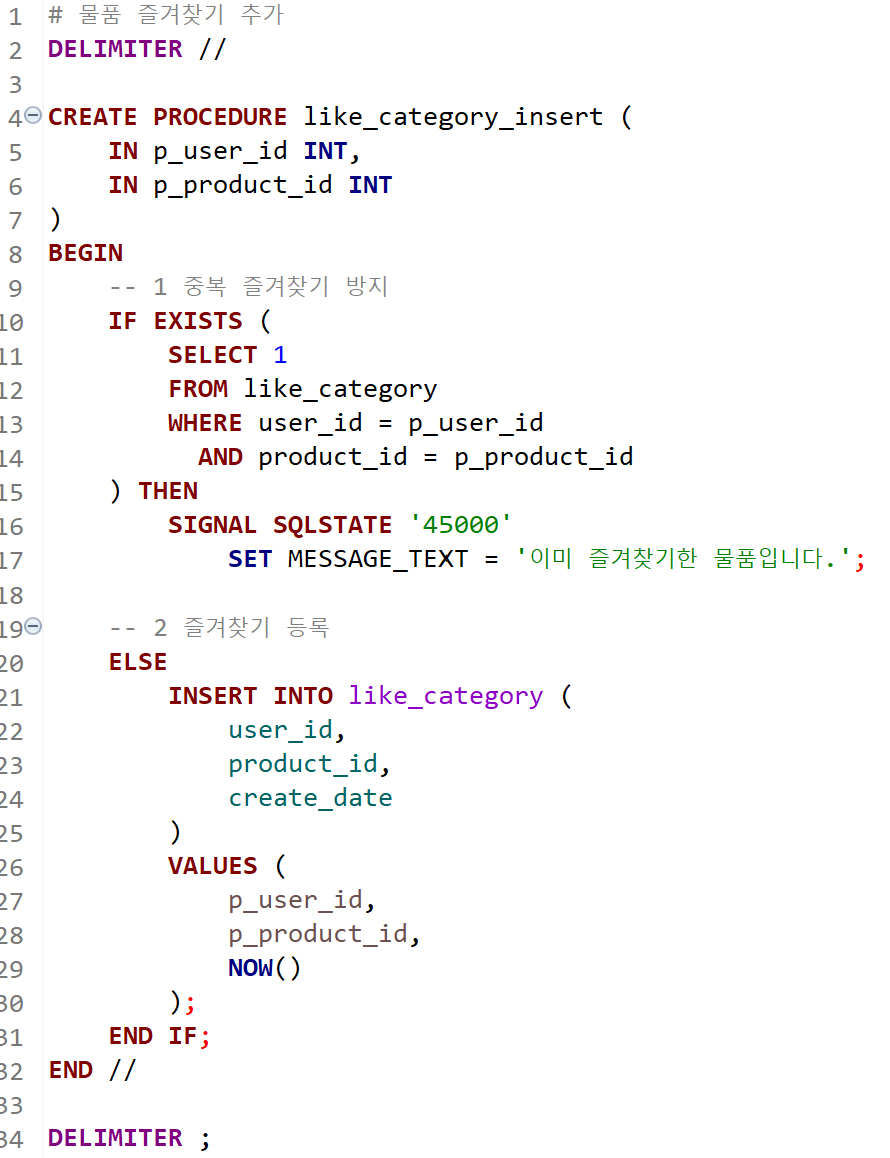 1 # 물품 즐겨찾기 추가
2 DELIMITER //
3
4 CREATE PROCEDURE like_category_insert (
5     IN p_user_id INT,
6     IN p_product_id INT
7 )
8 BEGIN
9     -- 1 중복 즐겨찾기 방지
10     IF EXISTS (
11         SELECT 1
12         FROM like_category
13         WHERE user_id = p_user_id
14           AND product_id = p_product_id
15     ) THEN
16         SIGNAL SQLSTATE '45000'
17             SET MESSAGE_TEXT = '이미 즐겨찾기한 물품입니다.';
18
19     -- 2 즐겨찾기 등록
20     ELSE
21         INSERT INTO like_category (
22             user_id,
23             product_id,
24             create_date
25         )
26         VALUES (
27             p_user_id,
28             p_product_id,
29             NOW()
30         );
31     END IF;
32 END //
33
34 DELIMITER ;